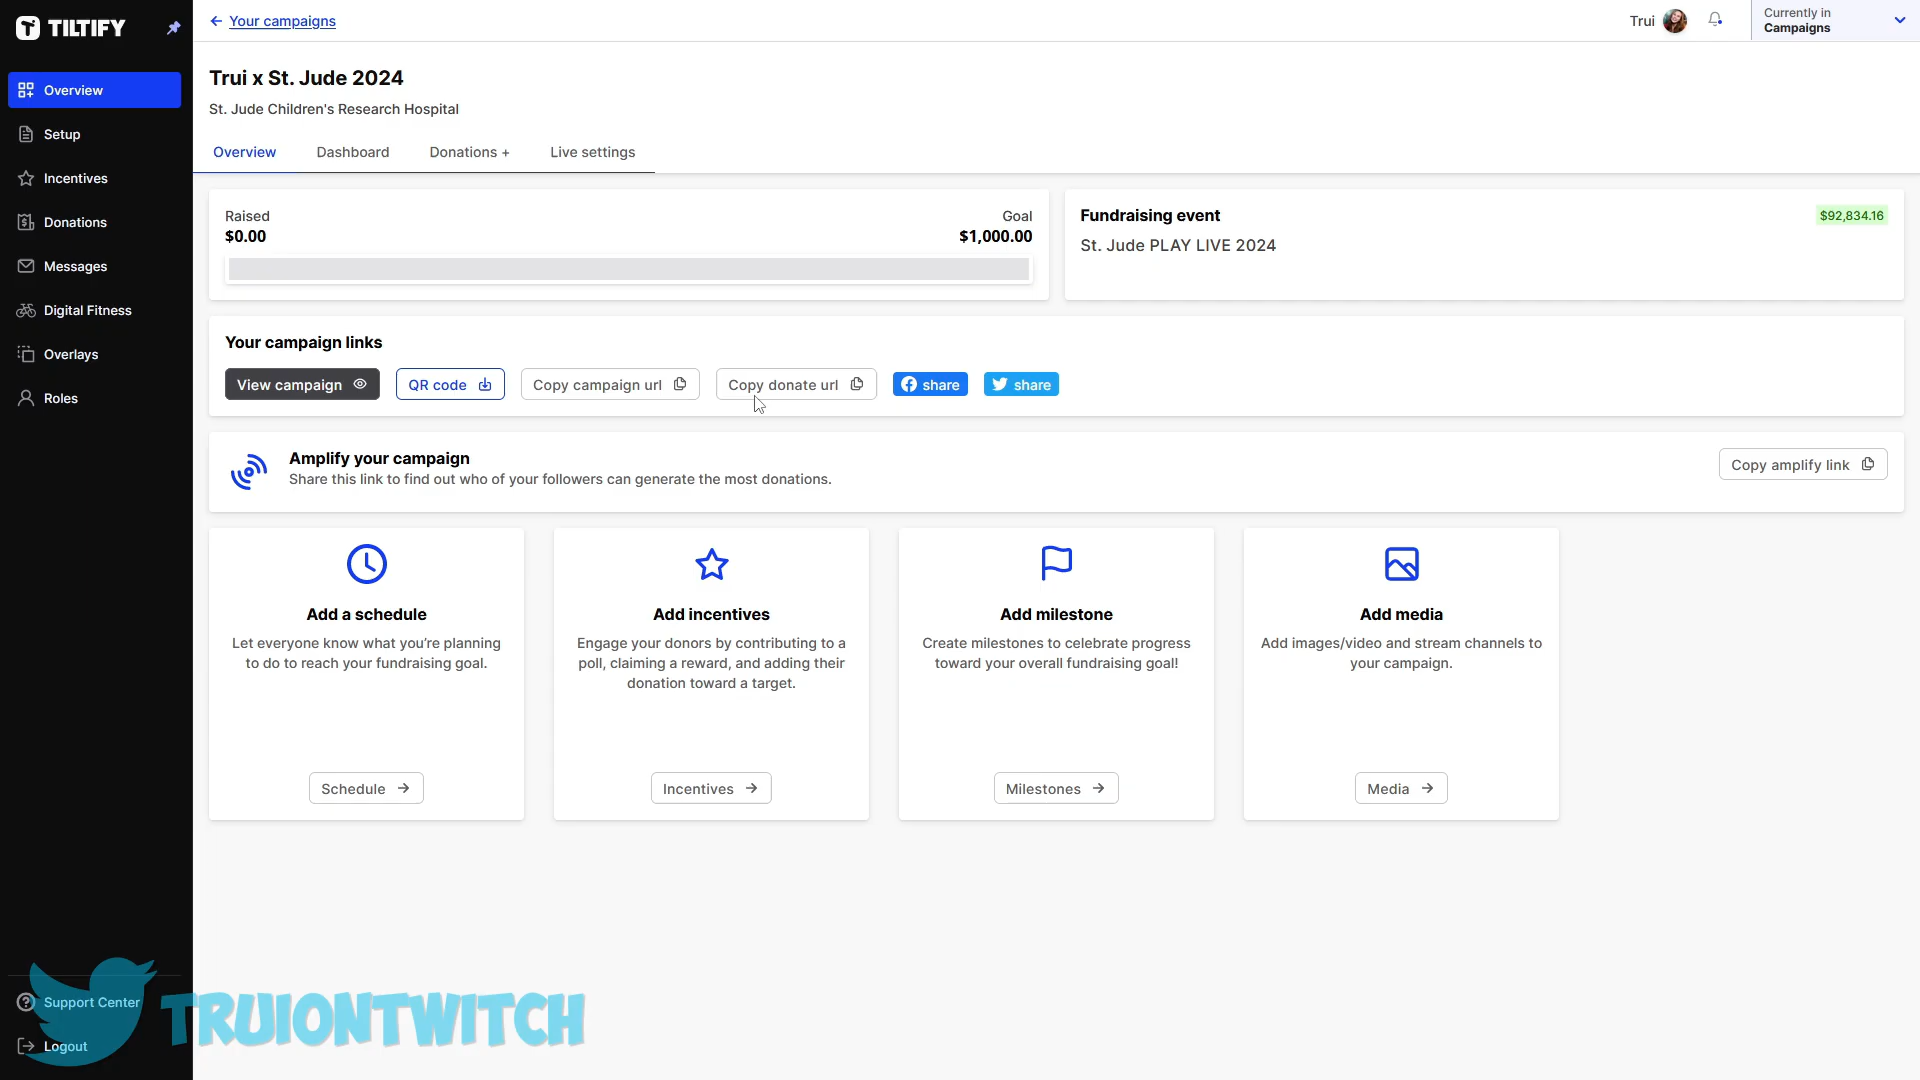 TILTIFY
Your campaigns
Trui
Currently in
Campaigns
Overview
Setup
Incentives
Donations
Messages
Digital Fitness
Overlays
Roles
Support Center
Logout
Trui x St. Jude 2024
St. Jude Children's Research Hospital
Overview
Dashboard
Donations +
Live settings
Raised
$0.00
Goal
$1,000.00
Fundraising event
$92,834.16
St. Jude PLAY LIVE 2024
Your campaign links
View campaign
QR code
Copy campaign url
Copy donate url
share
share
Amplify your campaign
Share this link to find out who of your followers can generate the most donations.
Copy amplify link
Add a schedule
Let everyone know what you’re planning
to do to reach your fundraising goal.
Schedule
Add incentives
Engage your donors by contributing to a
poll, claiming a reward, and adding their
donation toward a target.
Incentives
Add milestone
Create milestones to celebrate progress
toward your overall fundraising goal!
Milestones
Add media
Add images/video and stream channels to
your campaign.
Media
TRUIONTWITCH